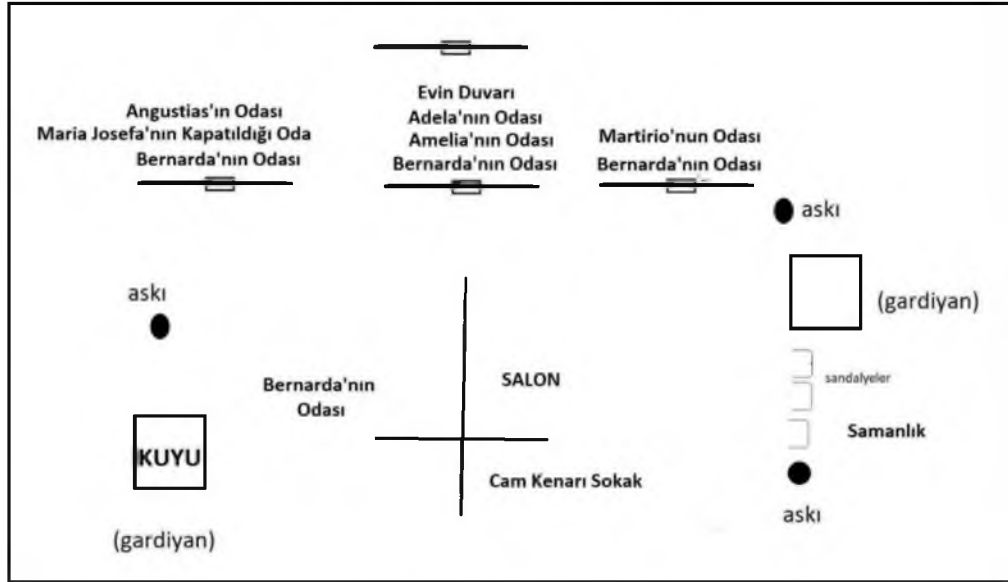 Angustias'ın Odası
Maria Josefa'nın Kapatıldığı Oda
Bernarda'nın Odası
Evin Duvarı
Adela'nın Odası
Amelia'nın Odası
Bernarda'nın Odası
Martirio'nun Odası
Bernarda'nın Odası
askı
(gardiyan)
askı
sandalyeler
Bernarda'nın
Odası
SALON
Samanlık
KUYU
Cam Kenarı Sokak
askı
(gardiyan)